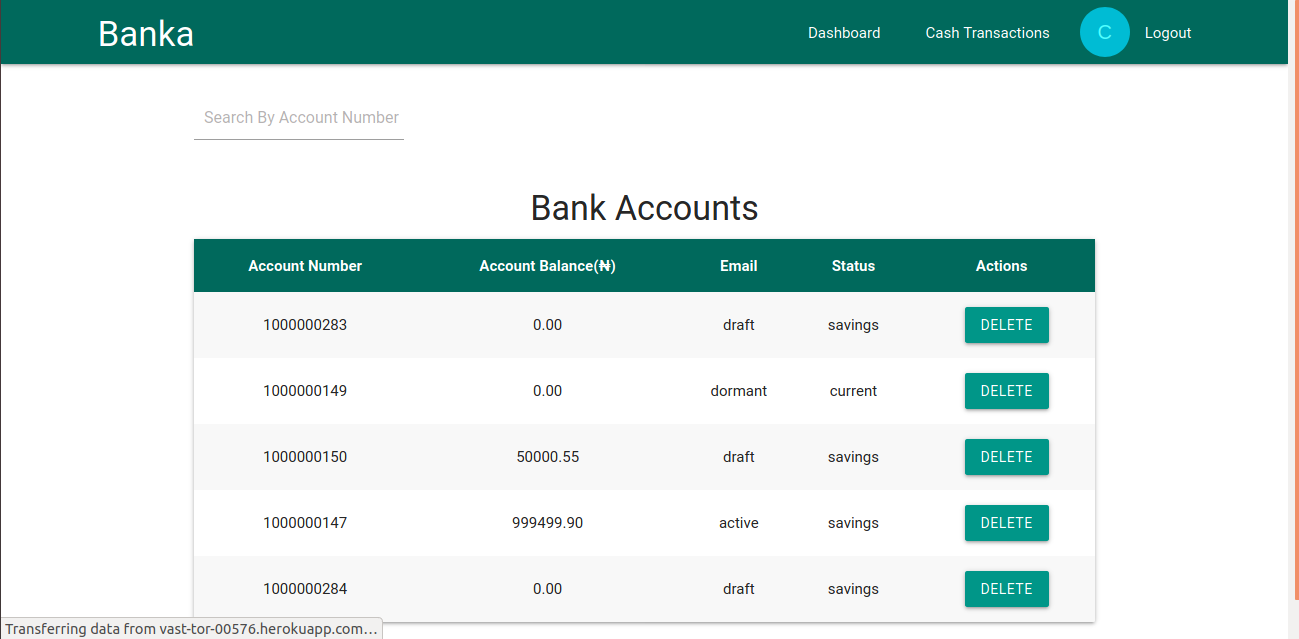 Banka Dashboard Cash Transactions C Logout
Search By Account Number
Bank Accounts
Account Number Account Balance(₦) Email Status Actions
1000000283 0.00 draft savings DELETE
1000000149 0.00 dormant current DELETE
1000000150 50000.55 draft savings DELETE
1000000147 999499.90 active savings DELETE
1000000284 0.00 draft savings DELETE
Transferring data from vast-tor-00576.herokuapp.com…